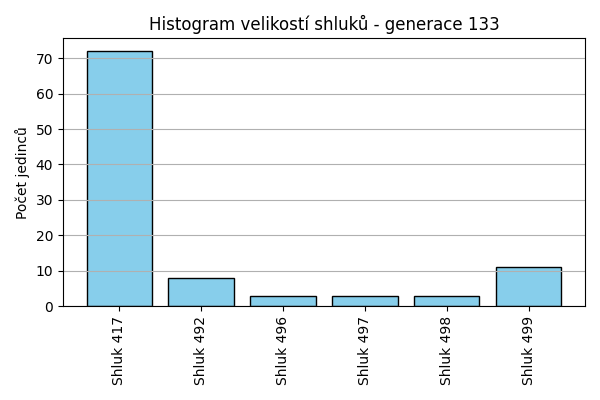 Histogram velikostí shluků - generace 133
Počet jedinců
70
60
50
40
30
20
10
0
Shluk 417
Shluk 492
Shluk 496
Shluk 497
Shluk 498
Shluk 499